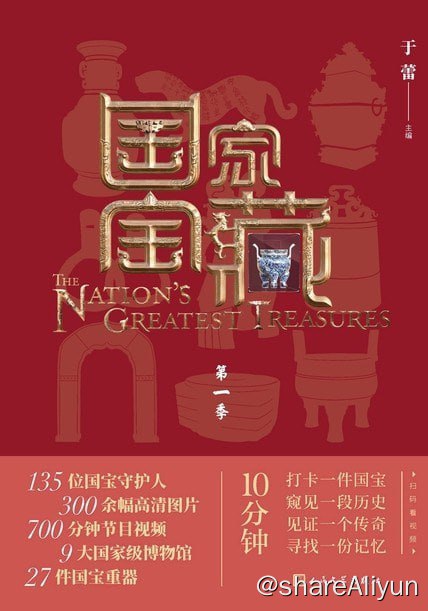 于蕾
主编
国家宝藏
THE
NATION'S
GREATEST TREASURES
第一季
135 位国宝守护人
300 余幅高清图片
700 分钟节目视频
9 大国家级博物馆
27 件国宝重器
10分钟
打卡一件国宝
窥见一段历史
见证一个传奇
寻找一份记忆
扫码看视频
@shareAliyun